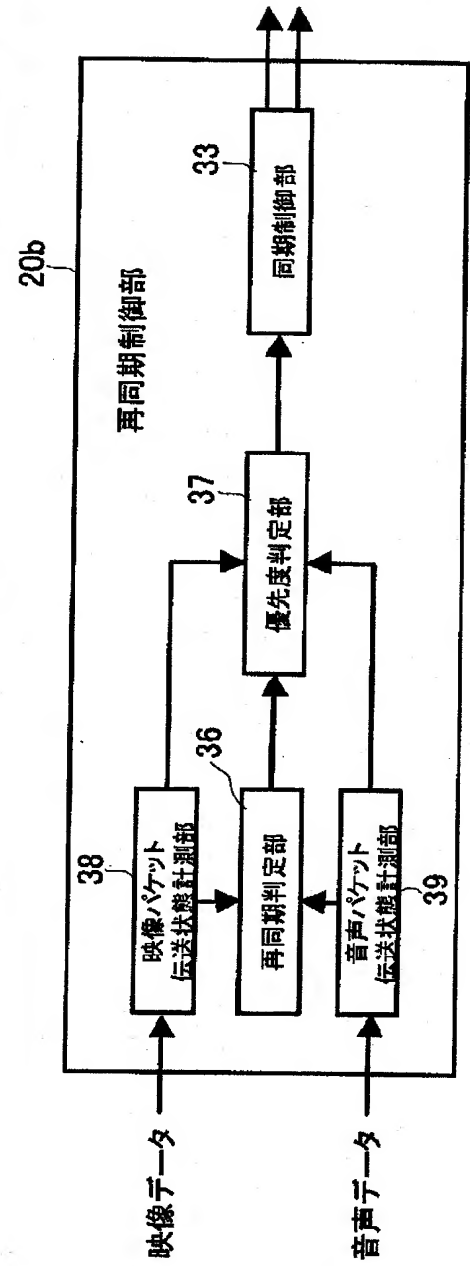 20b
再同期制御部
映像データ
38
映像パケット
伝送状態計測部
36
再同期判定部
37
優先度判定部
33
同期制御部
音声データ
音声パケット
伝送状態計測部
39